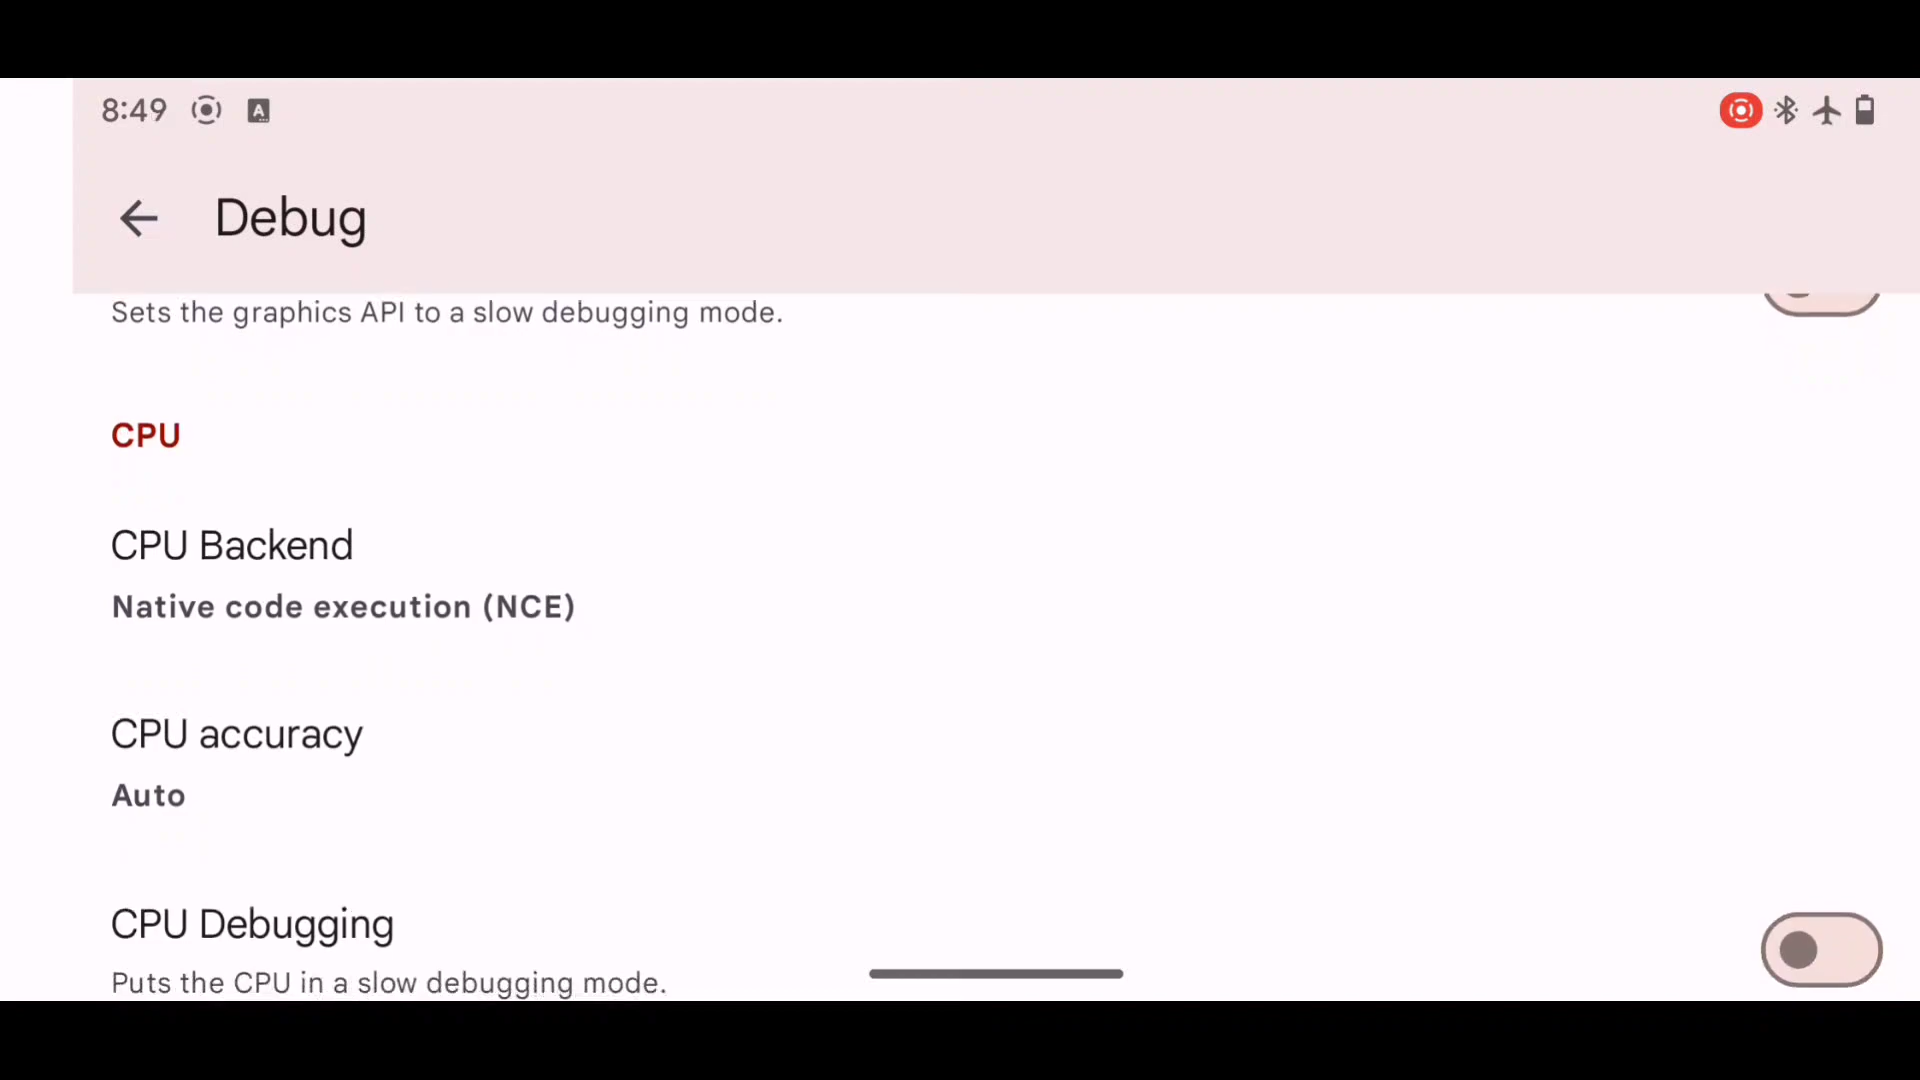 8:49
A
Debug
Sets the graphics API to a slow debugging mode.
CPU
CPU Backend
Native code execution (NCE)
CPU accuracy
Auto
CPU Debugging
Puts the CPU in a slow debugging mode.